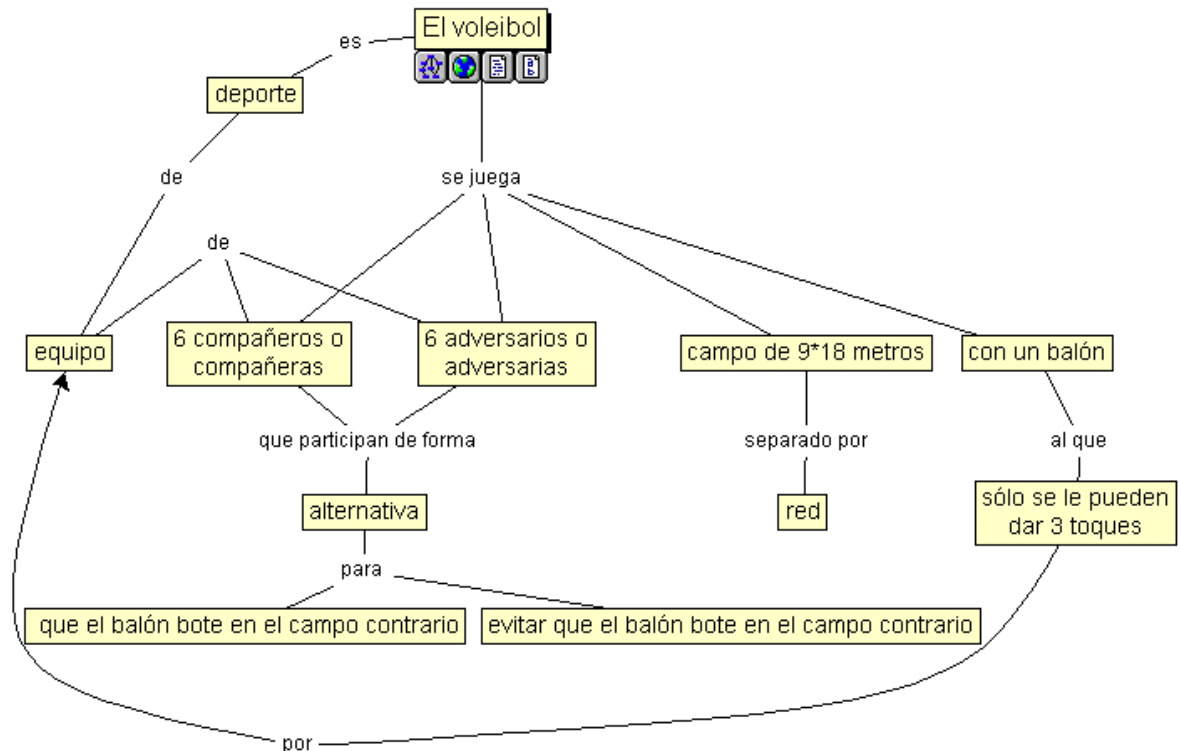 El voleibol
es
deporte
de
se juega
de
equipo
6 compañeros o
compañeras
6 adversarios o
adversarias
campo de 9*18 metros
con un balón
que participan de forma
separado por
al que
alternativa
red
sólo se le pueden
dar 3 toques
para
que el balón bote en el campo contrario
evitar que el balón bote en el campo contrario
por